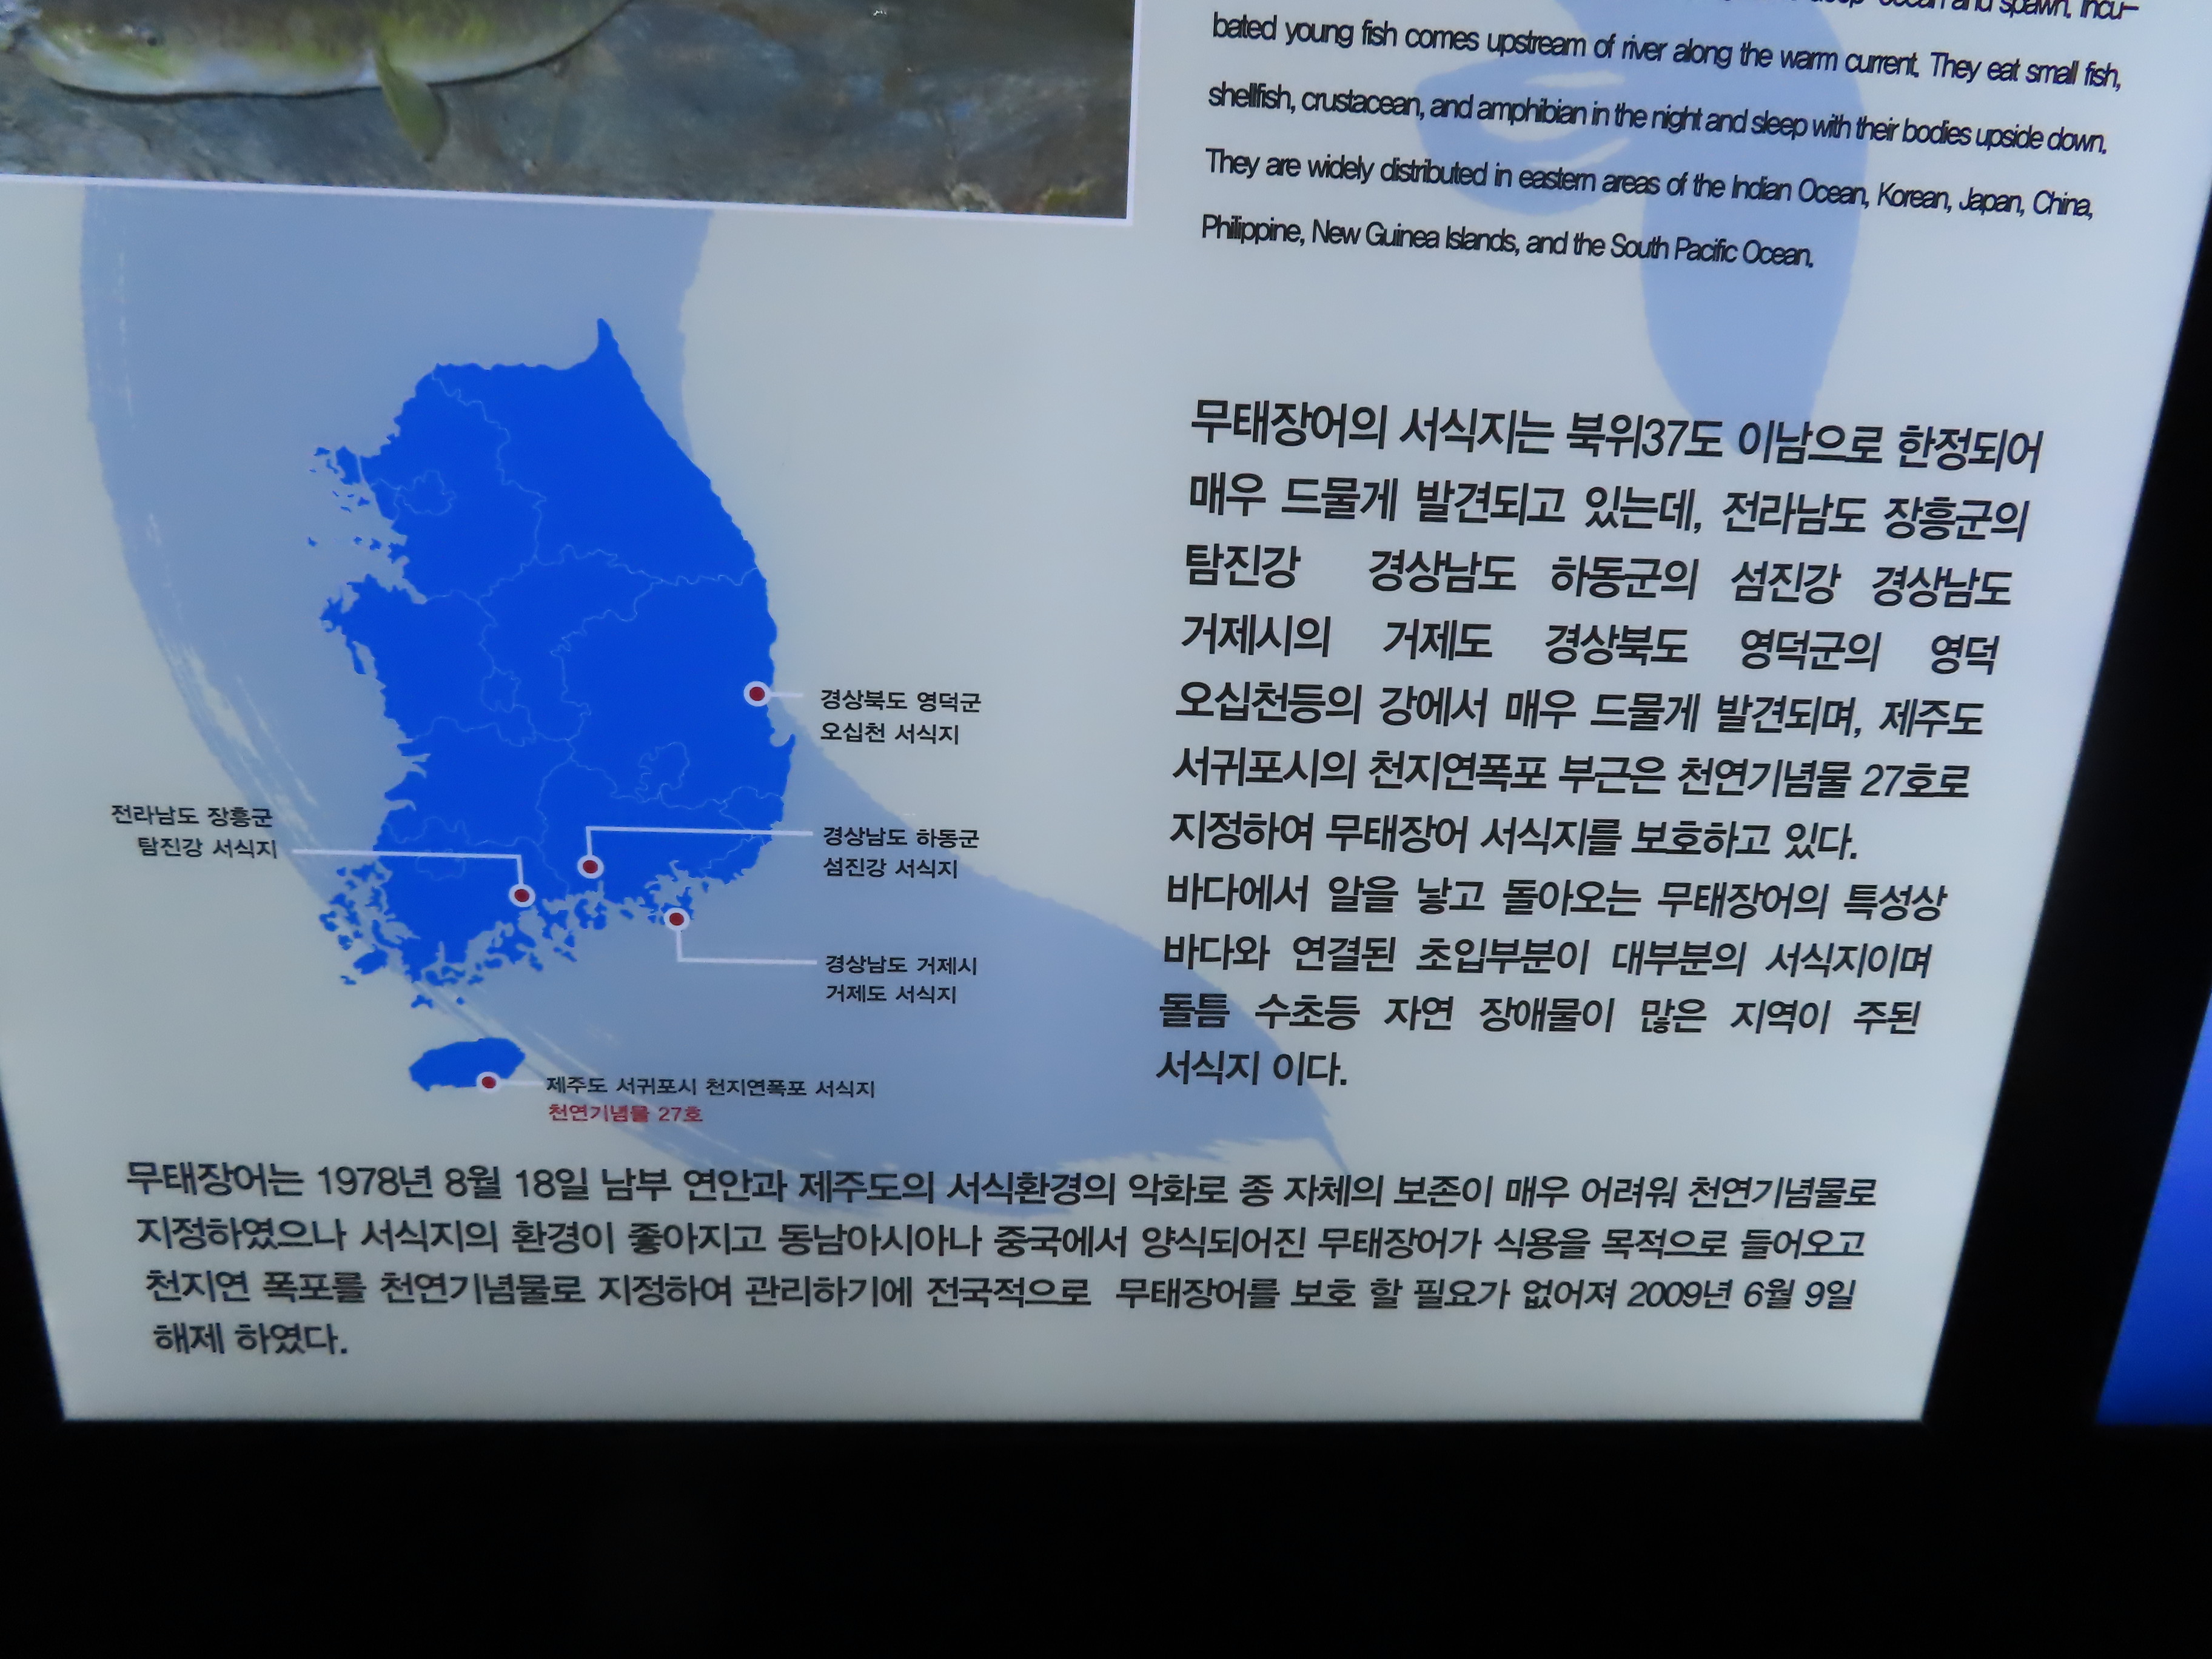 ocean and spawn. Incu-
bated young fish comes upstream of river along the warm current. They eat small fish,
shellfish, crustacean, and amphibian in the night and sleep with their bodies upside down.
They are widely distributed in eastern areas of the Indian Ocean, Korean, Japan, China,
Philippine, New Guinea Islands, and the South Pacific Ocean.
무태장어의 서식지는 북위37도 이남으로 한정되어
매우 드물게 발견되고 있는데, 전라남도 장흥군의
탐진강 경상남도 하동군의 섬진강 경상남도
거제시의 거제도 경상북도 영덕군의 영덕
오십천등의 강에서 매우 드물게 발견되며, 제주도
서귀포시의 천지연폭포 부근은 천연기념물 27호로
지정하여 무태장어 서식지를 보호하고 있다.
바다에서 알을 낳고 돌아오는 무태장어의 특성상
바다와 연결된 초입부분이 대부분의 서식지이며
돌틈 수초등 자연 장애물이 많은 지역이 주된
서식지 이다.
경상북도 영덕군
오십천 서식지
전라남도 장흥군
탐진강 서식지
경상남도 하동군
섬진강 서식지
경상남도 거제시
거제도 서식지
제주도 서귀포시 천지연폭포 서식지
천연기념물 27호
무태장어는 1978년 8월 18일 남부 연안과 제주도의 서식환경의 악화로 종 자체의 보존이 매우 어려워 천연기념물로
지정하였으나 서식지의 환경이 좋아지고 동남아시아나 중국에서 양식되어진 무태장어가 식용을 목적으로 들어오고
천지연 폭포를 천연기념물로 지정하여 관리하기에 전국적으로 무태장어를 보호 할 필요가 없어져 2009년 6월 9일
해제 하였다.